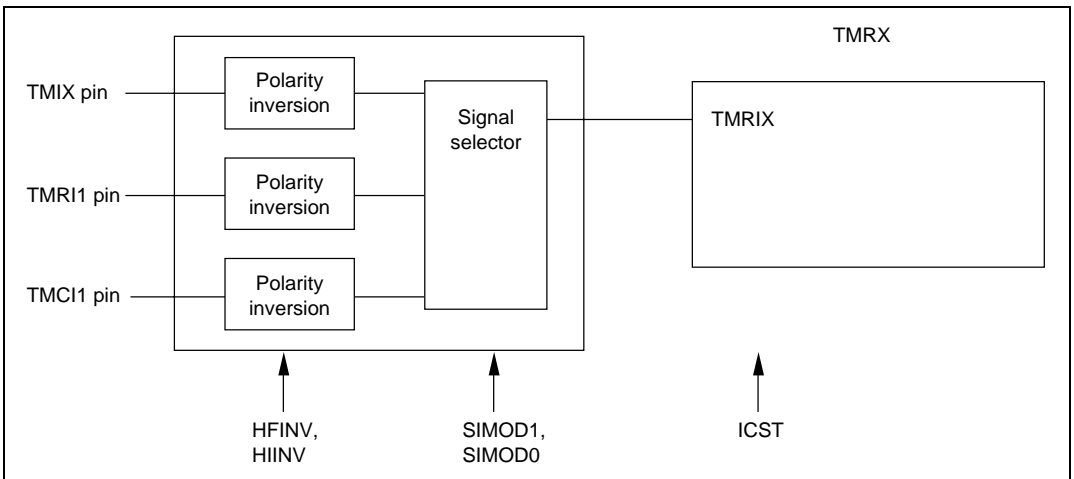 TMRX
TMIX pin
Polarity
inversion
Signal
selector
TMRIX
TMRI1 pin
Polarity
inversion
TMCI1 pin
Polarity
inversion
HFINV,
HIINV
SIMOD1,
SIMOD0
ICST